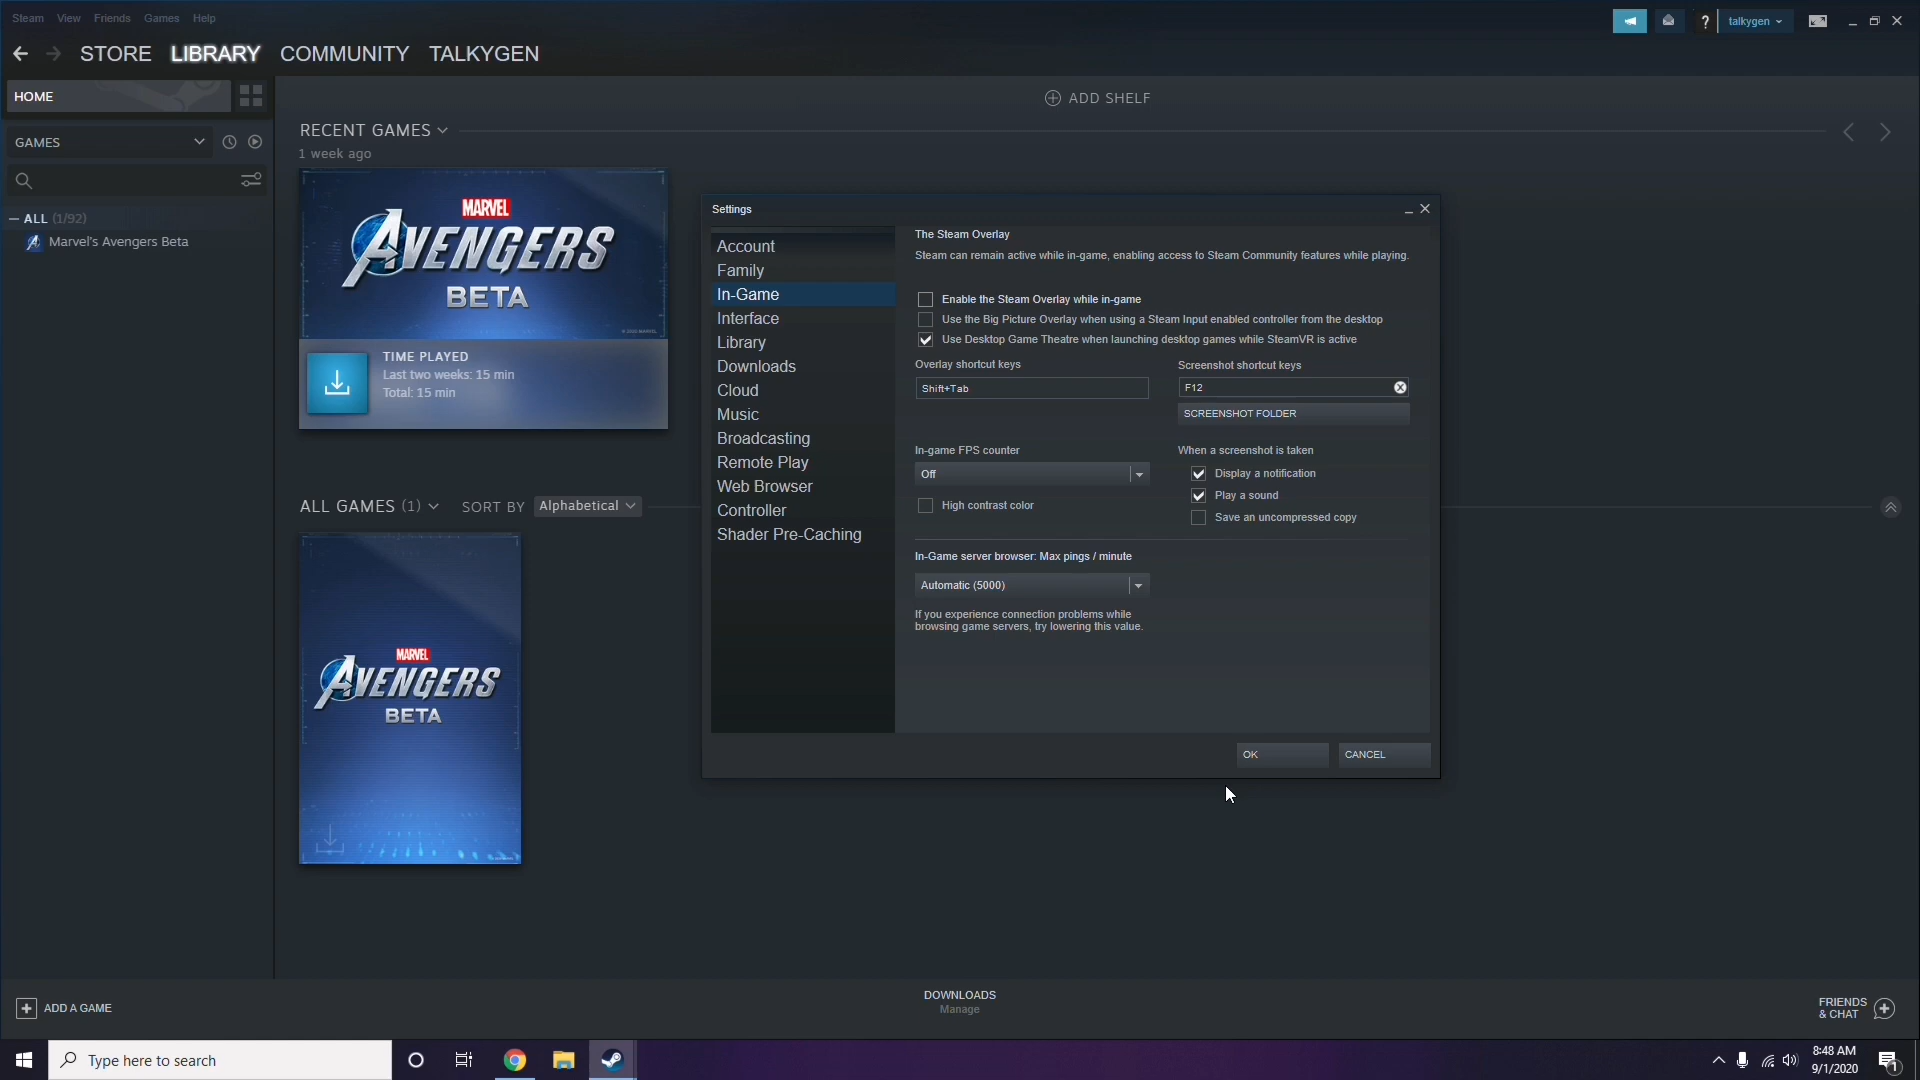 Steam View Friends Games Help
talkygen
STORE LIBRARY COMMUNITY TALKYGEN
HOME
ADD SHELF
GAMES
RECENT GAMES
1 week ago
ALL (1/92)
Marvel's Avengers Beta
MARVEL
AVENGERS
BETA
TIME PLAYED
Last two weeks: 15 min
Total: 15 min
ALL GAMES (1) SORT BY Alphabetical
MARVEL
AVENGERS
BETA
Settings
Account
Family
In-Game
Interface
Library
Downloads
Cloud
Music
Broadcasting
Remote Play
Web Browser
Controller
Shader Pre-Caching
The Steam Overlay
Steam can remain active while in-game, enabling access to Steam Community features while playing.
Enable the Steam Overlay while in-game
Use the Big Picture Overlay when using a Steam Input enabled controller from the desktop
Use Desktop Game Theatre when launching desktop games while SteamVR is active
Overlay shortcut keys
Shift+Tab
Screenshot shortcut keys
F12
SCREENSHOT FOLDER
In-game FPS counter
Off
High contrast color
When a screenshot is taken
Display a notification
Play a sound
Save an uncompressed copy
In-Game server browser: Max pings / minute
Automatic (5000)
If you experience connection problems while
browsing game servers, try lowering this value.
OK
CANCEL
ADD A GAME
DOWNLOADS
Manage
FRIENDS
& CHAT
Type here to search
8:48 AM
9/1/2020
1